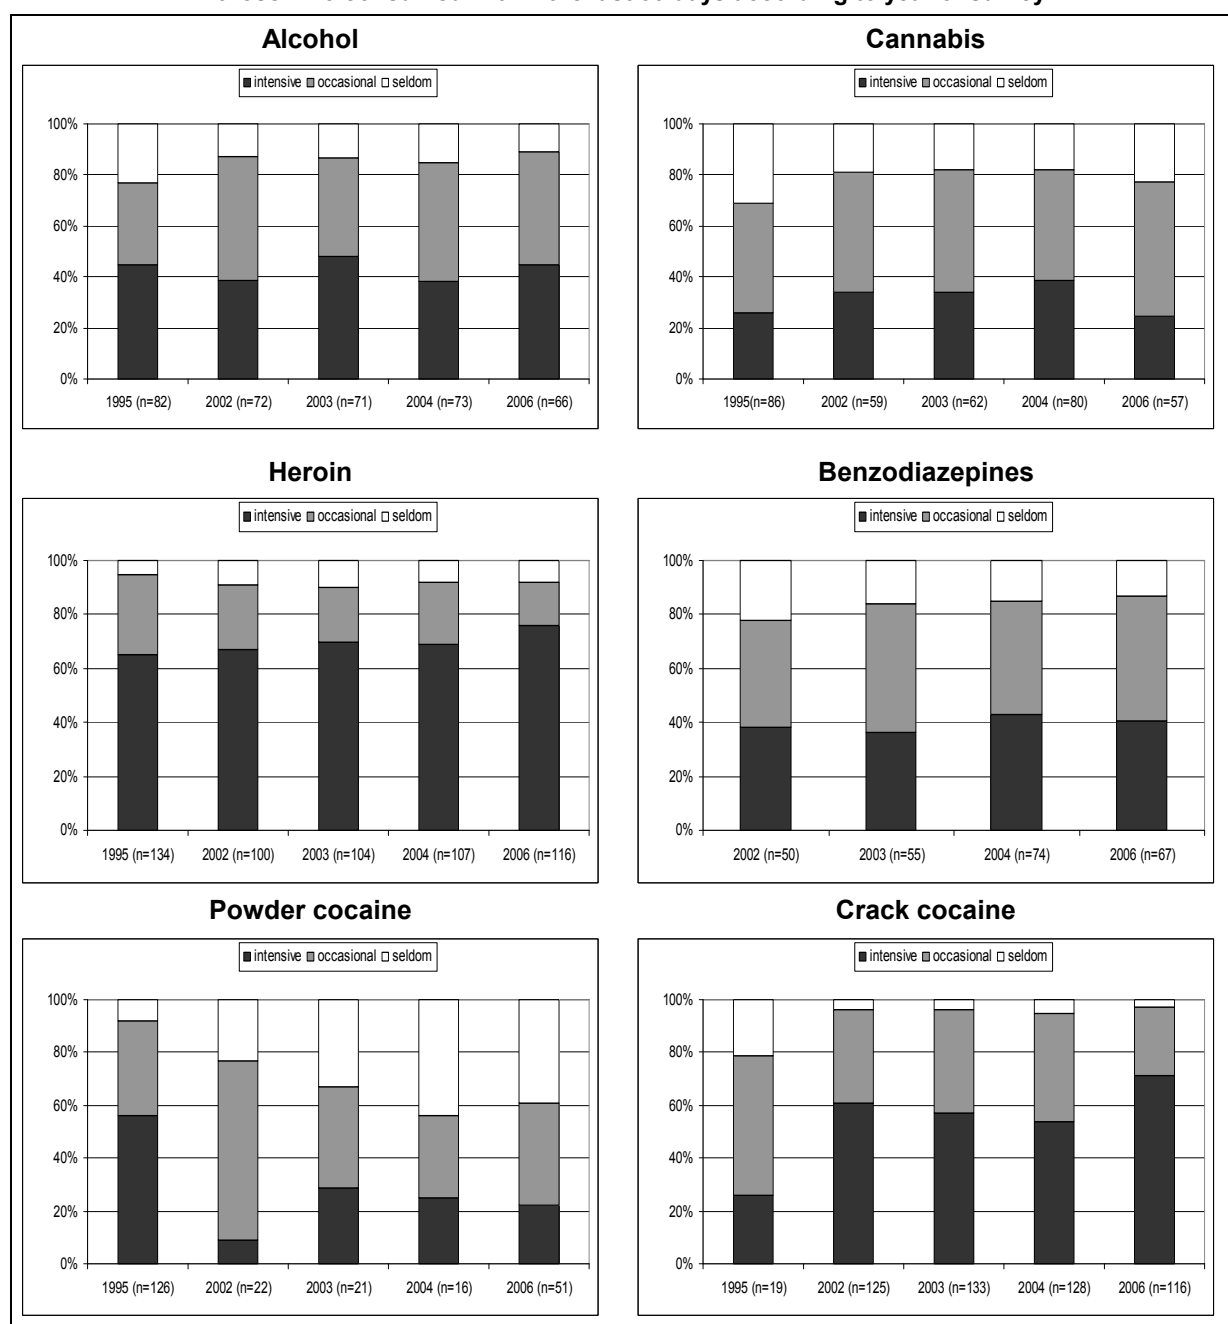 Alcohol
intensive occasional seldom
100%
80%
60%
40%
20%
0%
1995 (n=82) 2002 (n=72) 2003 (n=71) 2004 (n=73) 2006 (n=66)
Cannabis
intensive occasional seldom
100%
80%
60%
40%
20%
0%
1995(n=86) 2002 (n=59) 2003 (n=62) 2004 (n=80) 2006 (n=57)
Heroin
intensive occasional seldom
100%
80%
60%
40%
20%
0%
1995 (n=134) 2002 (n=100) 2003 (n=104) 2004 (n=107) 2006 (n=116)
Benzodiazepines
intensive occasional seldom
100%
80%
60%
40%
20%
0%
2002 (n=50) 2003 (n=55) 2004 (n=74) 2006 (n=67)
Powder cocaine
intensive occasional seldom
100%
80%
60%
40%
20%
0%
1995 (n=126) 2002 (n=22) 2003 (n=21) 2004 (n=16) 2006 (n=51)
Crack cocaine
intensive occasional seldom
100%
80%
60%
40%
20%
0%
1995 (n=19) 2002 (n=125) 2003 (n=133) 2004 (n=128) 2006 (n=116)